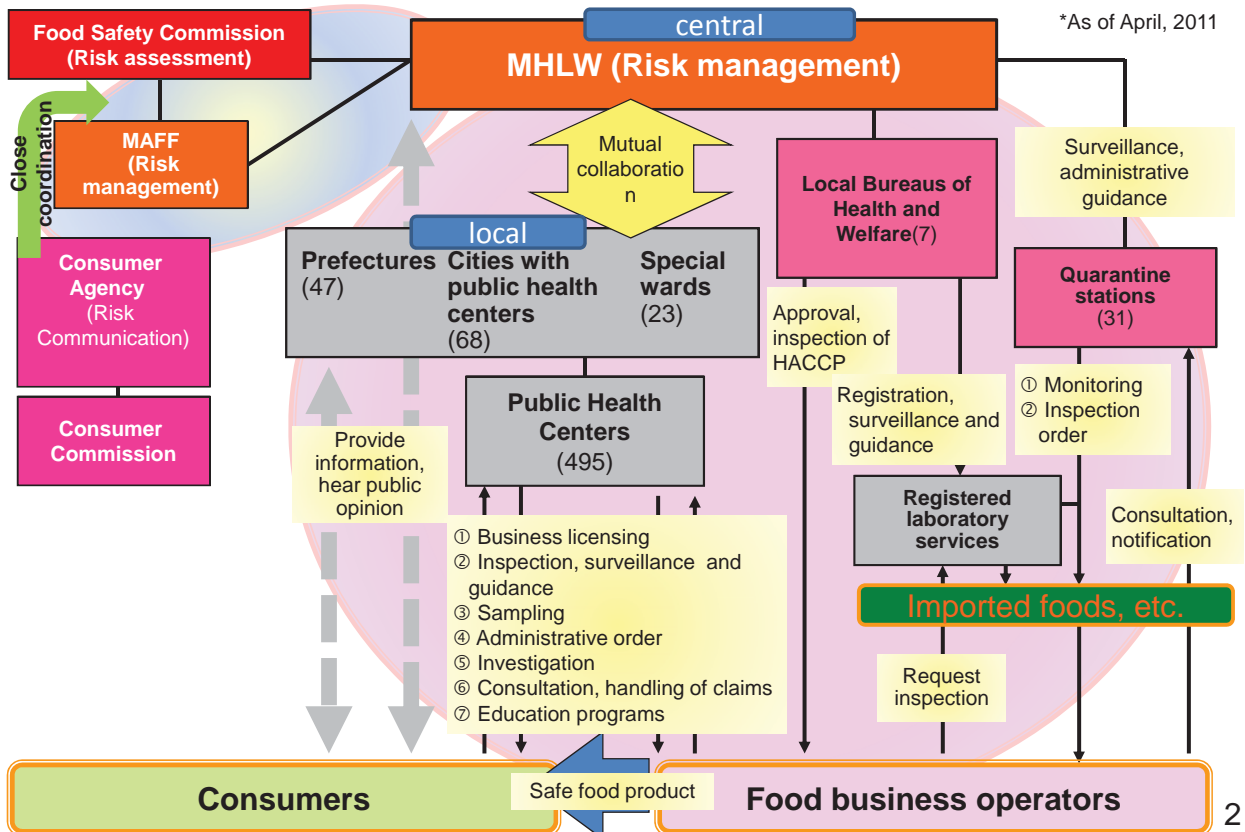 *As of April, 2011
central
Food Safety Commission
(Risk assessment)
MHLW (Risk management)
Close
coordination
MAFF
(Risk
management)
Mutual
collaboratio
n
Local Bureaus of
Health and
Welfare(7)
Surveillance,
administrative
guidance
local
Prefectures
(47)
Cities with
public health
centers
(68)
Special
wards
(23)
Consumer
Agency
(Risk
Communication)
Quarantine
stations
(31)
Approval,
inspection of
HACCP
Consumer
Commission
Public Health
Centers
(495)
Registration,
surveillance and
guidance
① Monitoring
② Inspection
order
Provide
information,
hear public
opinion
Registered
laboratory
services
Consultation,
notification
① Business licensing
② Inspection, surveillance and
guidance
③ Sampling
④ Administrative order
⑤ Investigation
⑥ Consultation, handling of claims
⑦ Education programs
Imported foods, etc.
Request
inspection
Consumers
Safe food product
Food business operators
2